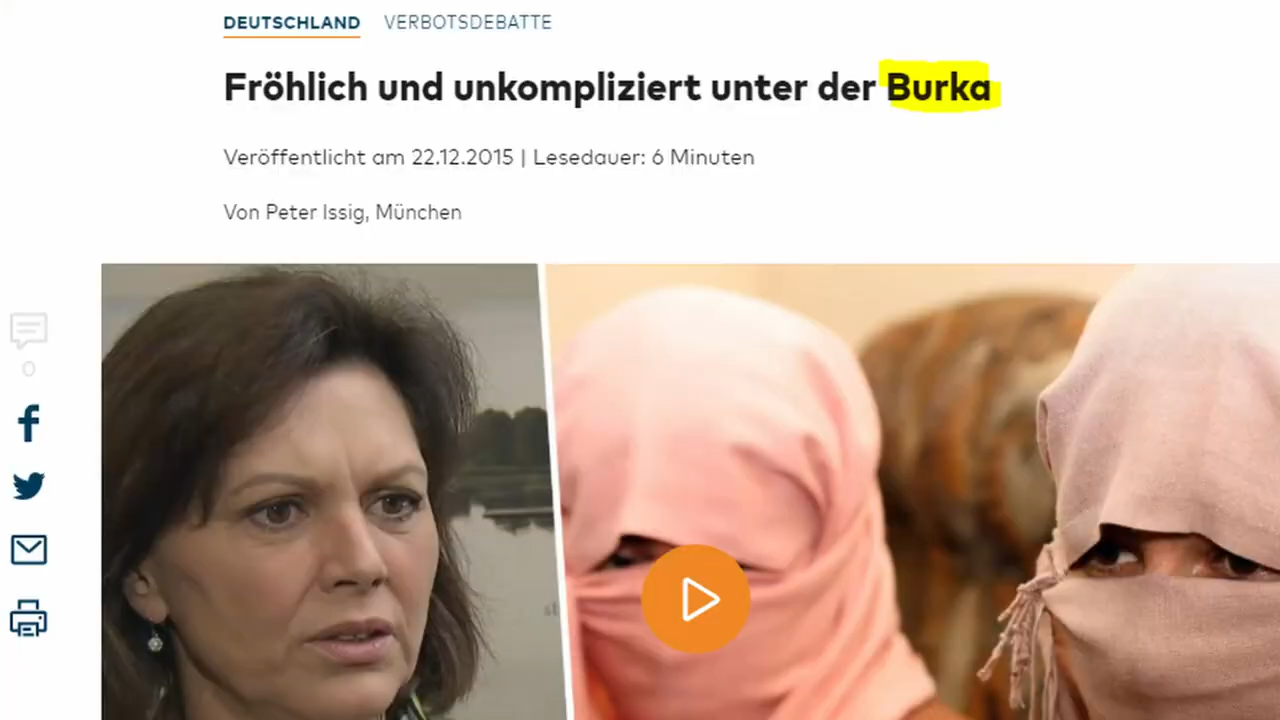 DEUTSCHLAND VERBOTSDEBATTE
Fröhlich und unkompliziert unter der Burka
Veröffentlicht am 22.12.2015 | Lesedauer: 6 Minuten
Von Peter Issig, München
0